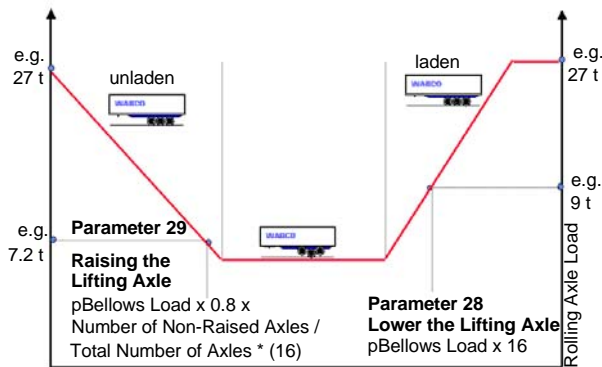 e.g.
27 t
unladen
WABCO
laden
WABCO
e.g.
27 t
e.g.
9 t
e.g.
7.2 t
Parameter 29
Raising the
Lifting Axle
pBellows Load x 0.8 x
Number of Non-Raised Axles /
Total Number of Axles * (16)
WABCO
Parameter 28
Lower the Lifting Axle
pBellows Load x 16
Rolling Axle Load